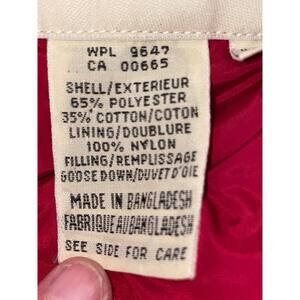 WPL 9647
CA 00665
SHELL/EXTERIEUR
65% POLYESTER
35% COTTON/COTON
LINING/DOUBLURE
100% NYLON
FILLING/REMPLISSAGE
GOOSE DOWN/DUVET D'OIE
MADE IN BANGLADESH
FABRIQUE AU BANGLADESH
SEE SIDE FOR CARE